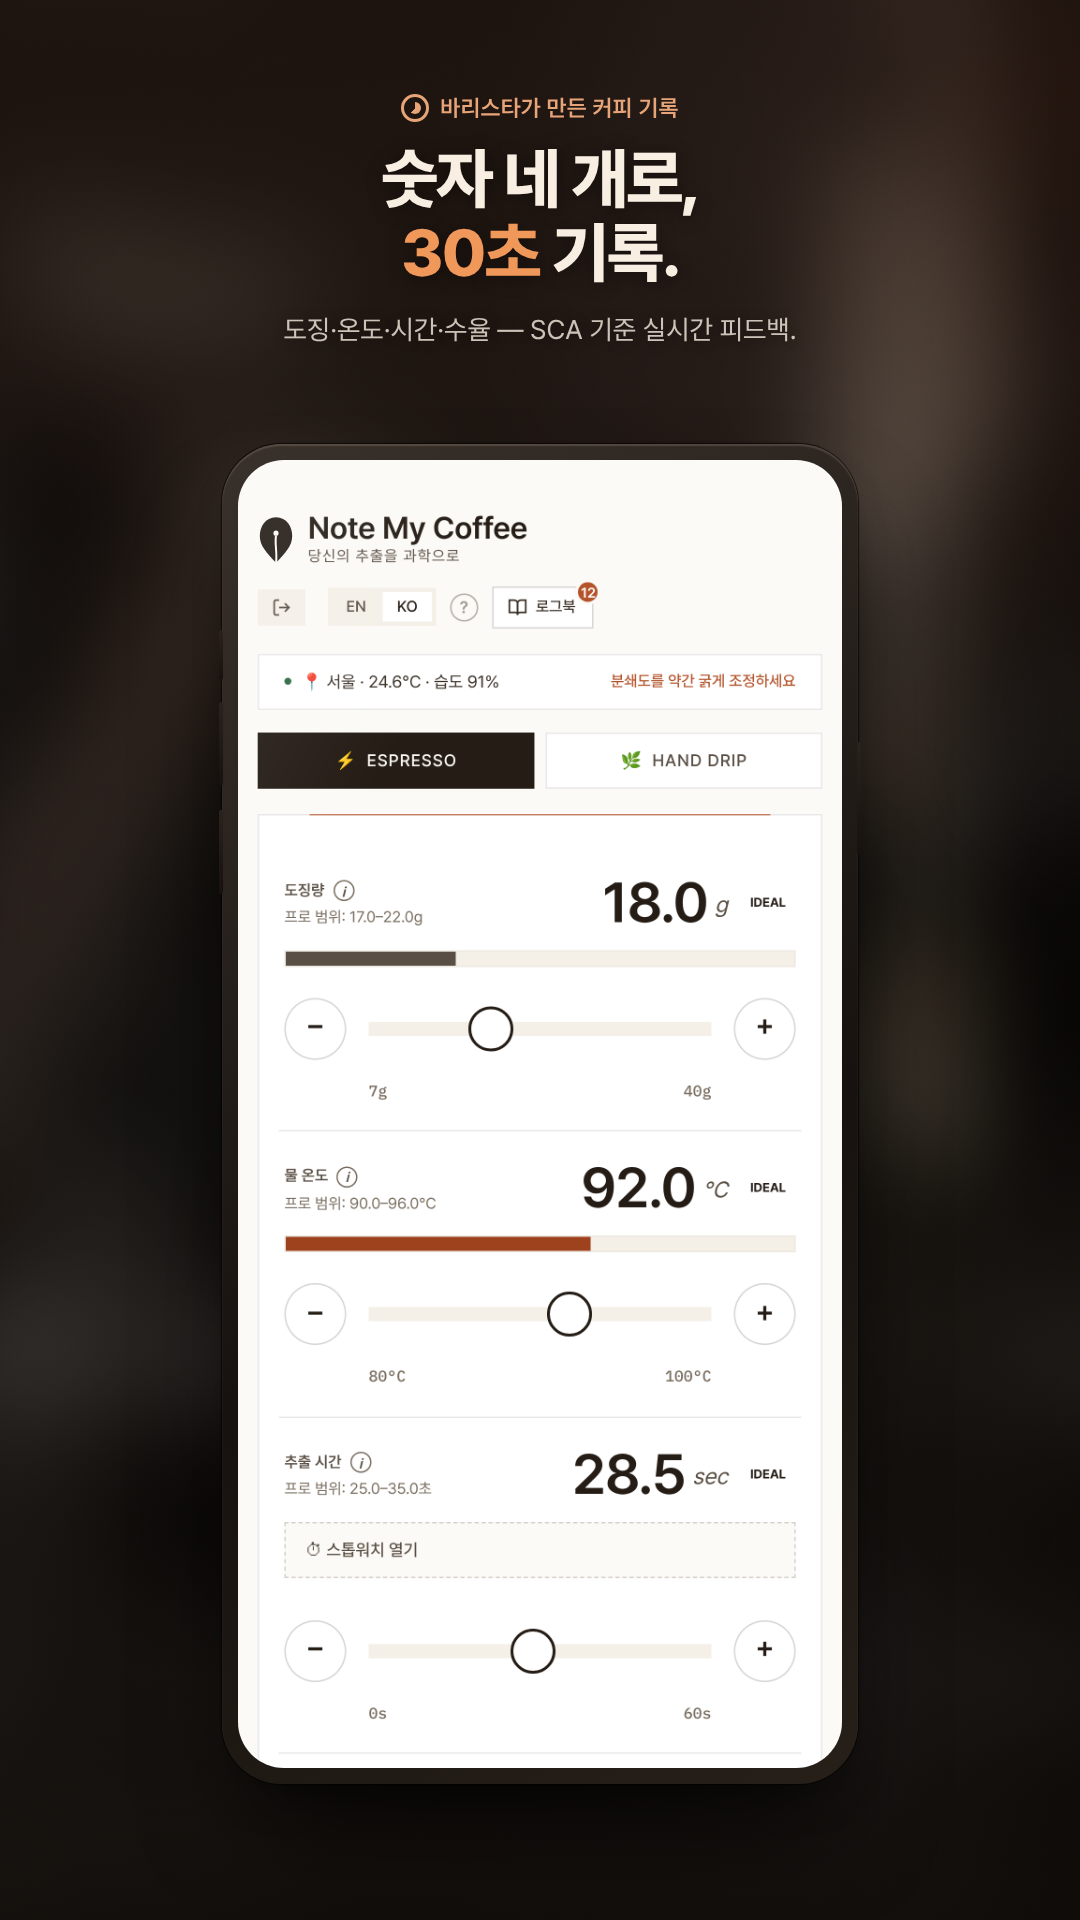 바리스타가 만든 커피 기록
숫자 네 개로,
30초 기록.
도징·온도·시간·수율 — SCA 기준 실시간 피드백.
Note My Coffee
당신의 추출을 과학으로
EN KO ? 로그북 12
서울 · 24.6°C · 습도 91% 분쇄도를 약간 굵게 조정하세요
ESPRESSO HAND DRIP
도징량 i
프로 범위: 17.0–22.0g
18.0 g IDEAL
− +
7g 40g
물 온도 i
프로 범위: 90.0–96.0°C
92.0 °C IDEAL
− +
80°C 100°C
추출 시간 i
프로 범위: 25.0–35.0초
28.5 sec IDEAL
스톱워치 열기
− +
0s 60s